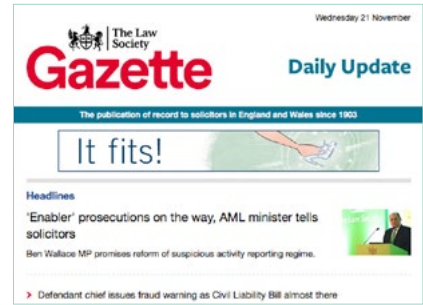 Wednesday 21 November
The Law
Society
Gazette
Daily Update
The publication of record to solicitors in England and Wales since 1903
It fits!
Headlines
'Enabler' prosecutions on the way, AML minister tells
solicitors
Ben Wallace MP promises reform of suspicious activity reporting regime.
Defendant chief issues fraud warning as Civil Liability Bill almost there